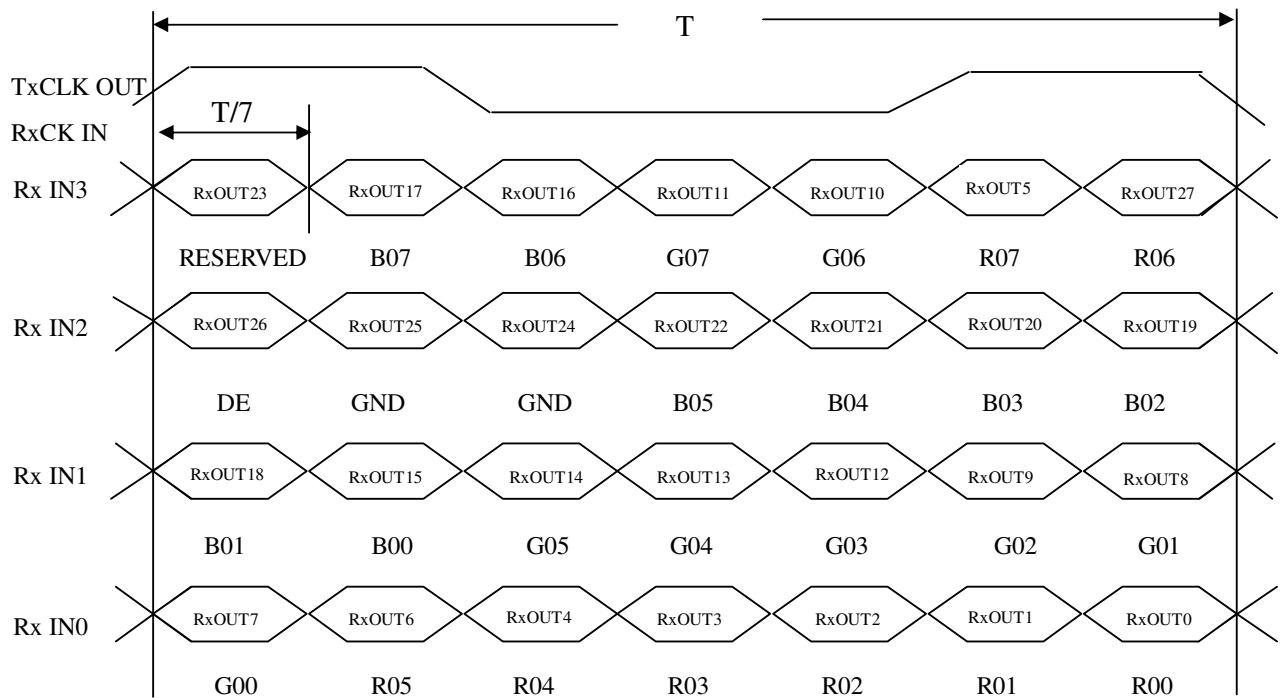 T
TxCLK OUT
T/7
RxCK IN
Rx IN3 RxOUT23 RxOUT17 RxOUT16 RxOUT11 RxOUT10 RxOUT5 RxOUT27
RESERVED B07 B06 G07 G06 R07 R06
Rx IN2 RxOUT26 RxOUT25 RxOUT24 RxOUT22 RxOUT21 RxOUT20 RxOUT19
DE GND GND B05 B04 B03 B02
Rx IN1 RxOUT18 RxOUT15 RxOUT14 RxOUT13 RxOUT12 RxOUT9 RxOUT8
B01 B00 G05 G04 G03 G02 G01
Rx IN0 RxOUT7 RxOUT6 RxOUT4 RxOUT3 RxOUT2 RxOUT1 RxOUT0
G00 R05 R04 R03 R02 R01 R00